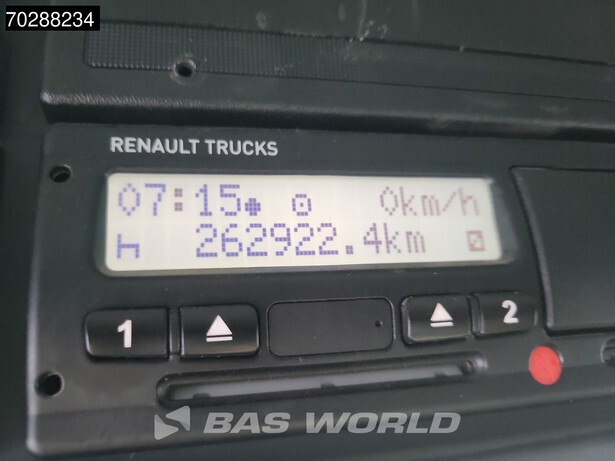 70288234
RENAULT TRUCKS
07:15 0km/h
262922.4km
1 2
BAS WORLD